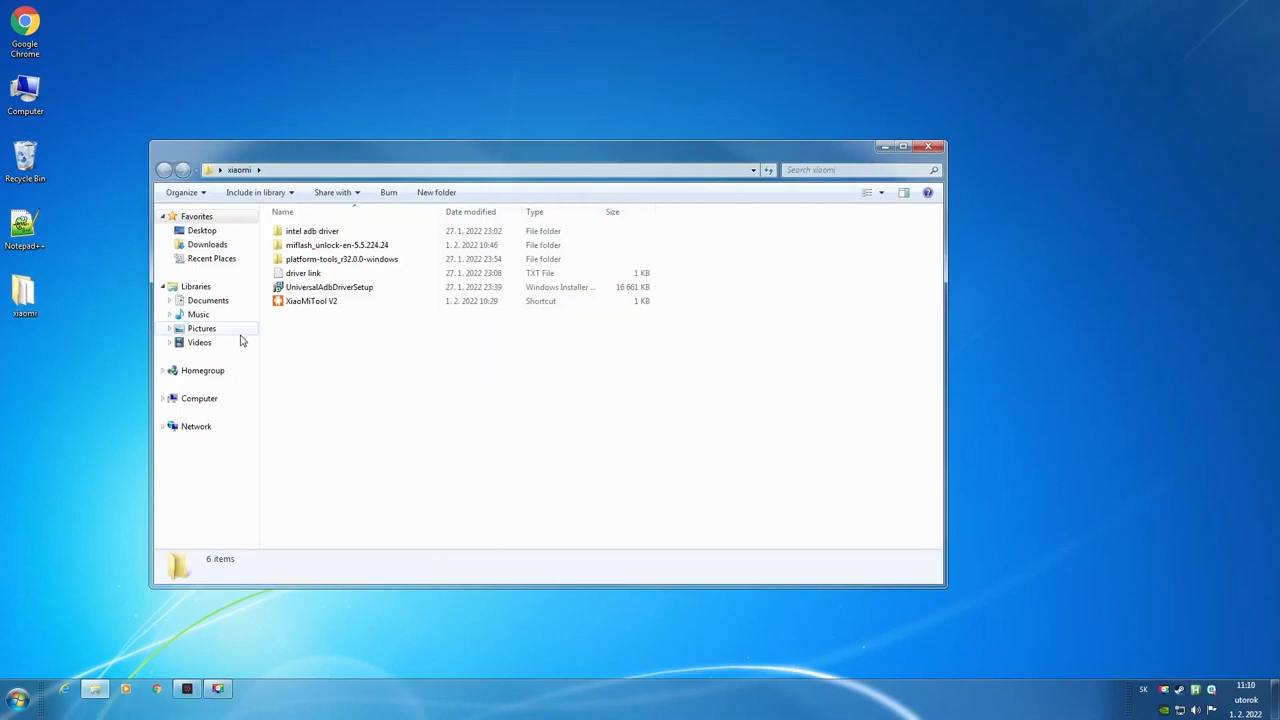 Google
Chrome
Computer
Recycle Bin
Notepad++
xiaomi
xiaomi
Search xiaomi
Organize Include in library Share with Burn New folder
Favorites
Desktop
Downloads
Recent Places
Libraries
Documents
Music
Pictures
Videos
Homegroup
Computer
Network
Name Date modified Type Size
intel adb driver 27. 1. 2022 23:02 File folder
miflash_unlock-en-5.5.224.24 1. 2. 2022 10:46 File folder
platform-tools_r32.0.0-windows 27. 1. 2022 23:54 File folder
driver link 27. 1. 2022 23:08 TXT File 1 KB
UniversalAdbDriverSetup 27. 1. 2022 23:39 Windows Installer ... 16 661 KB
XiaoMiTool V2 1. 2. 2022 10:29 Shortcut 1 KB
6 items
SK
11:10
utorok
1. 2. 2022